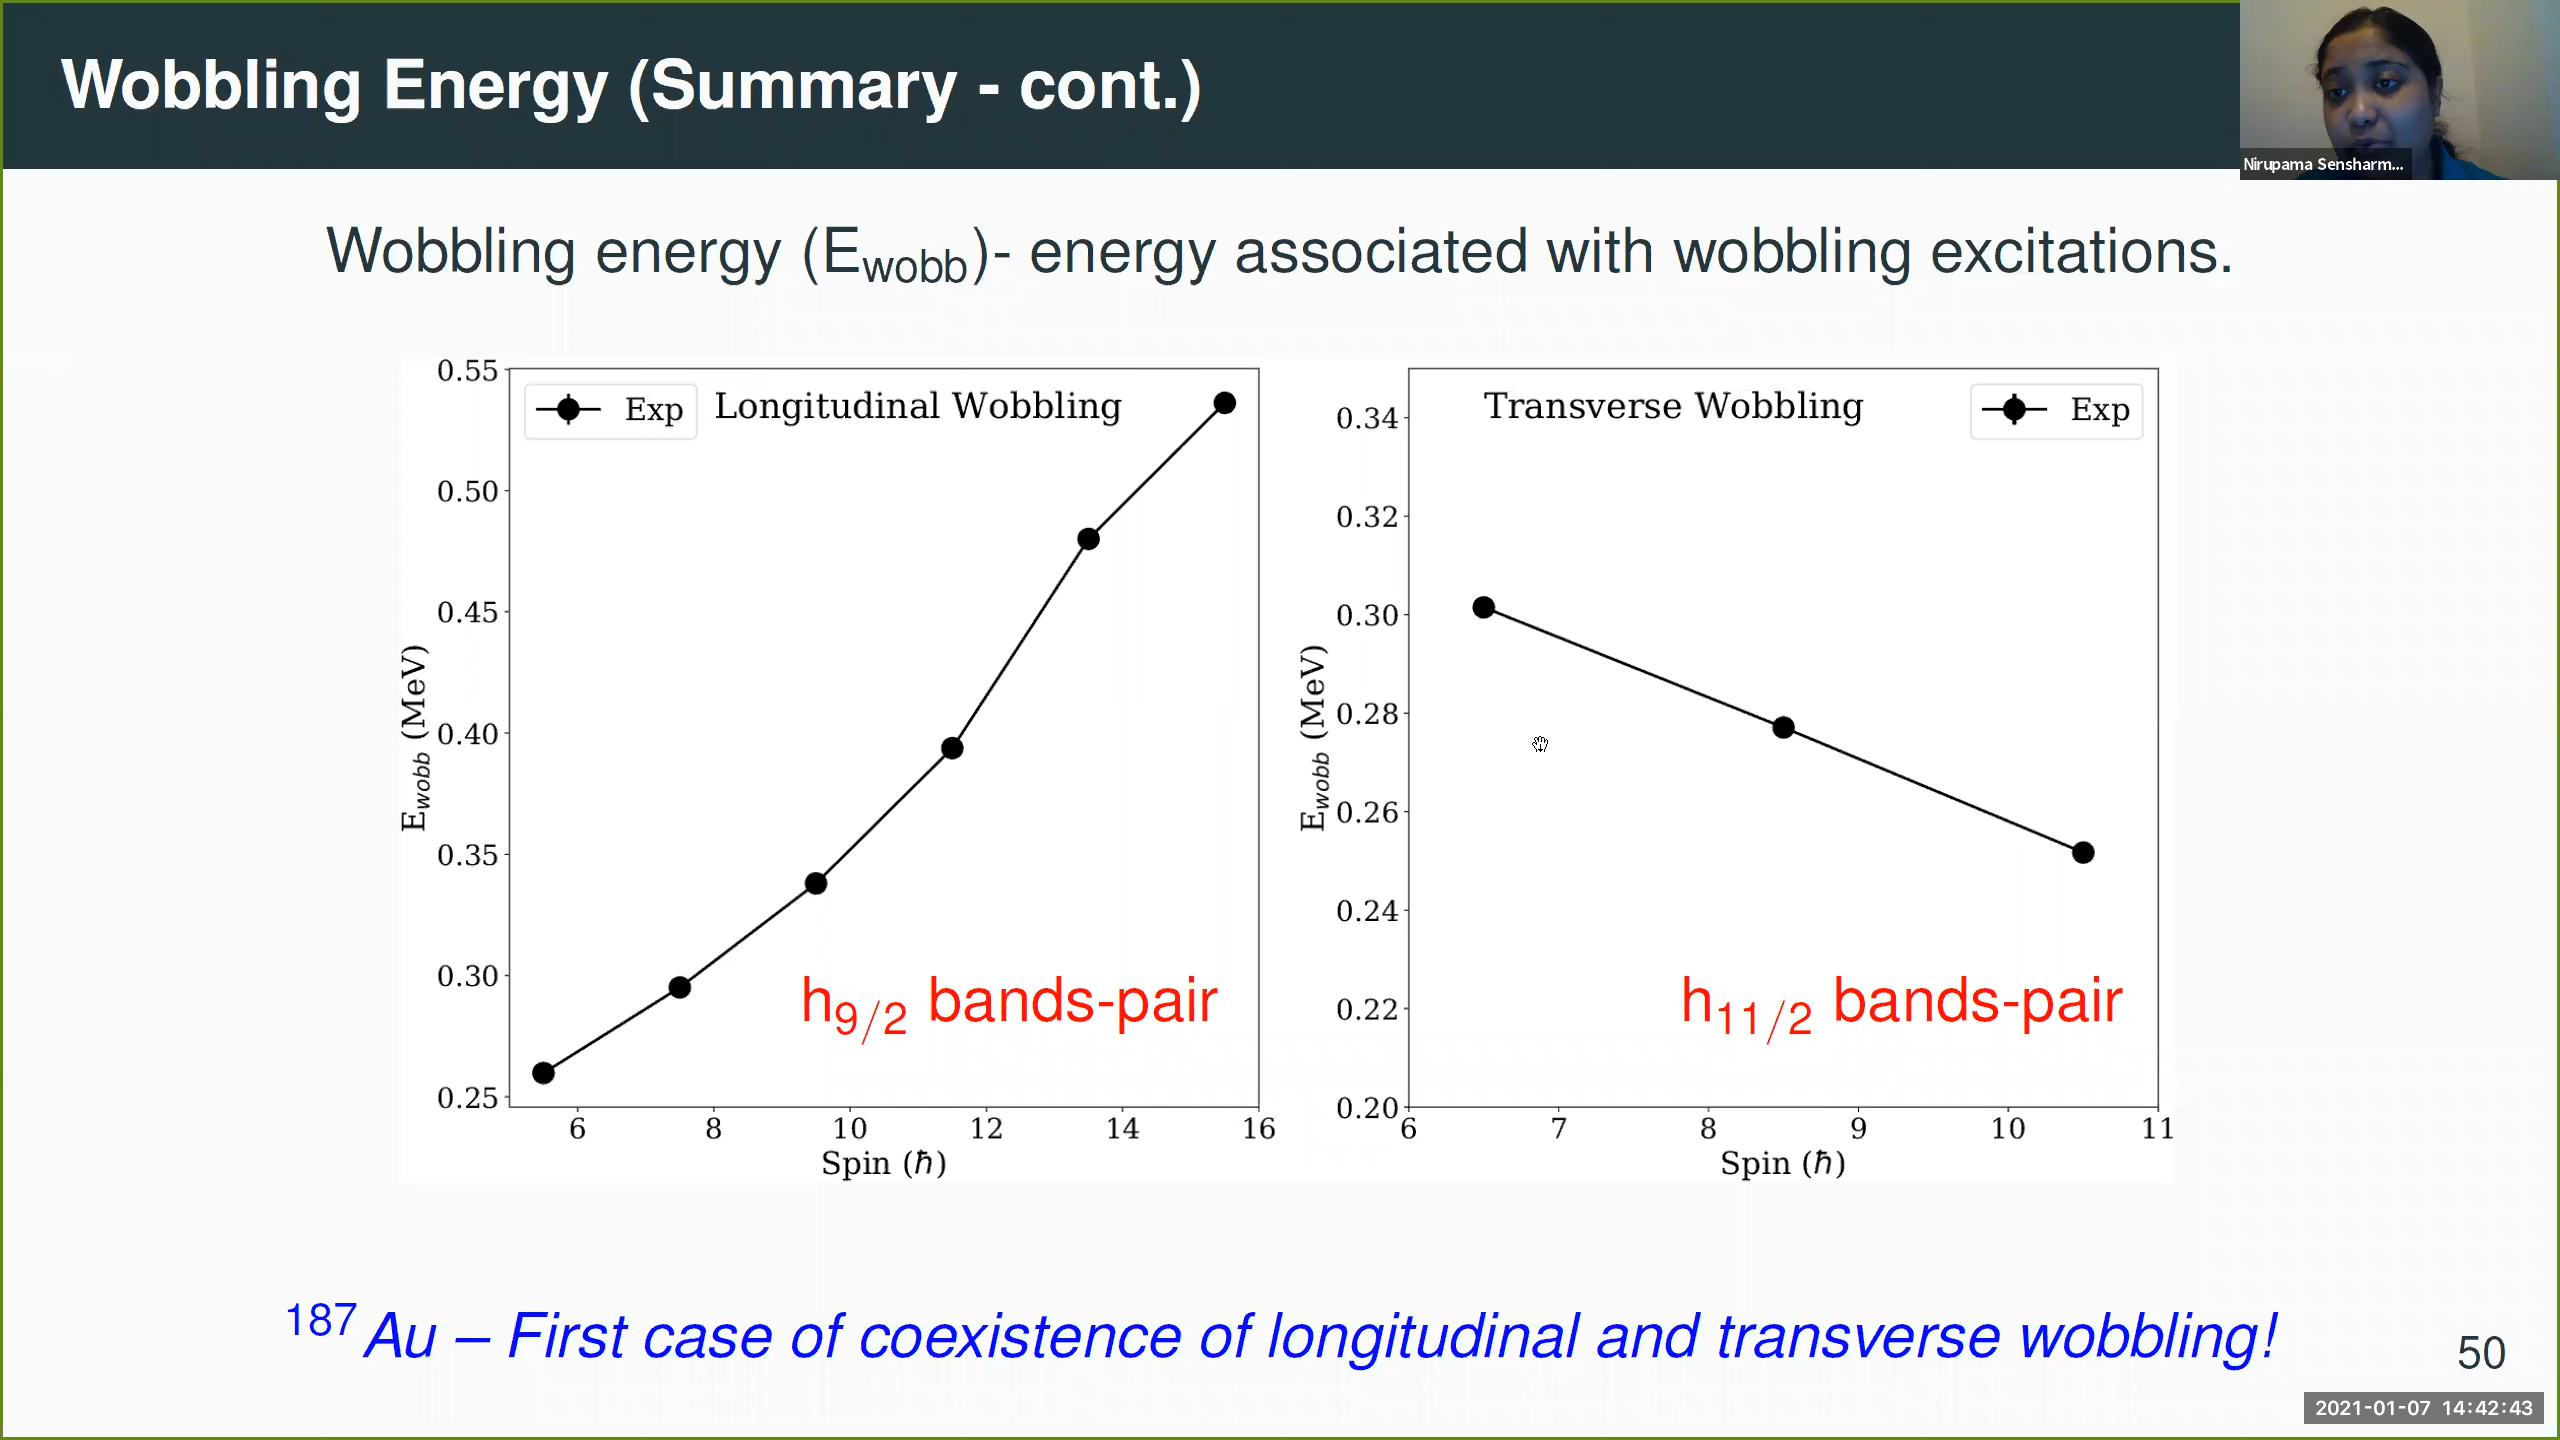 Wobbling Energy (Summary - cont.)
Nirupama Sensharm...
Wobbling energy (E_wobb)- energy associated with wobbling excitations.
Exp
Longitudinal Wobbling
0.55
0.50
0.45
0.40
0.35
0.30
0.25
E_wobb (MeV)
h_9/2 bands-pair
6 8 10 12 14 16
Spin (ℏ)
Transverse Wobbling
Exp
0.34
0.32
0.30
0.28
0.26
0.24
0.22
0.20
E_wobb (MeV)
h_11/2 bands-pair
6 7 8 9 10 11
Spin (ℏ)
¹⁸⁷Au – First case of coexistence of longitudinal and transverse wobbling!
50
2021-01-07 14:42:43